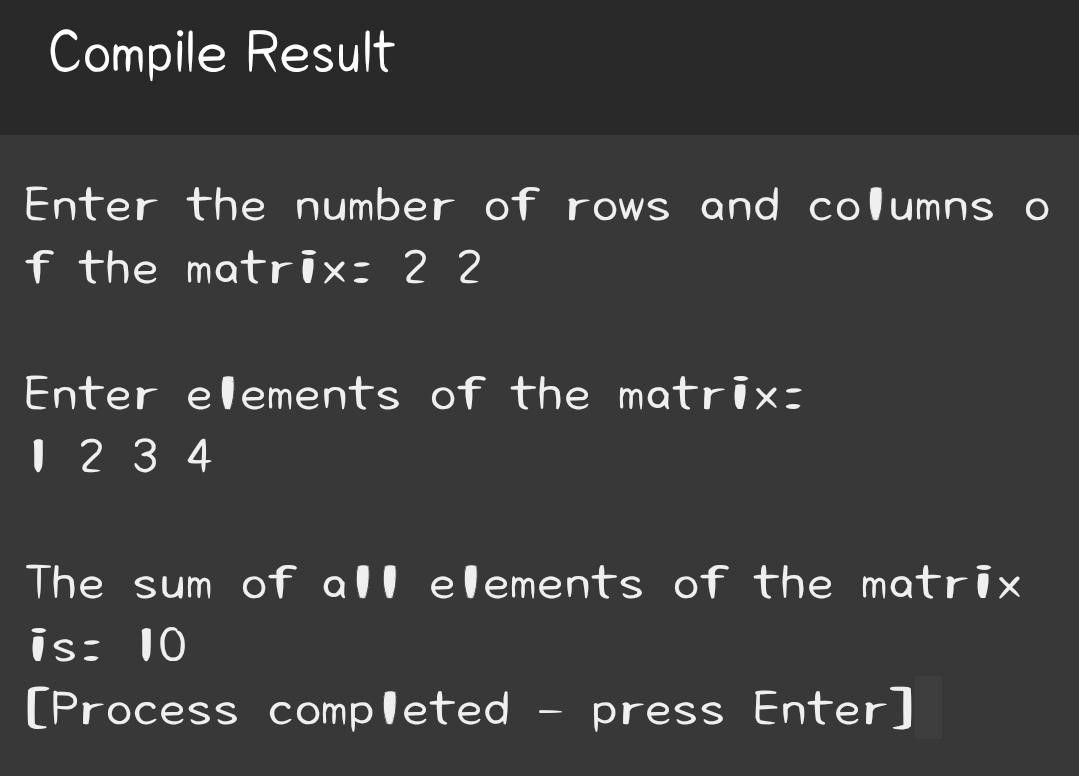 Compile Result
Enter the number of rows and columns o
f the matrix: 2 2
Enter elements of the matrix:
1 2 3 4
The sum of all elements of the matrix
is: 10
[Process completed - press Enter]